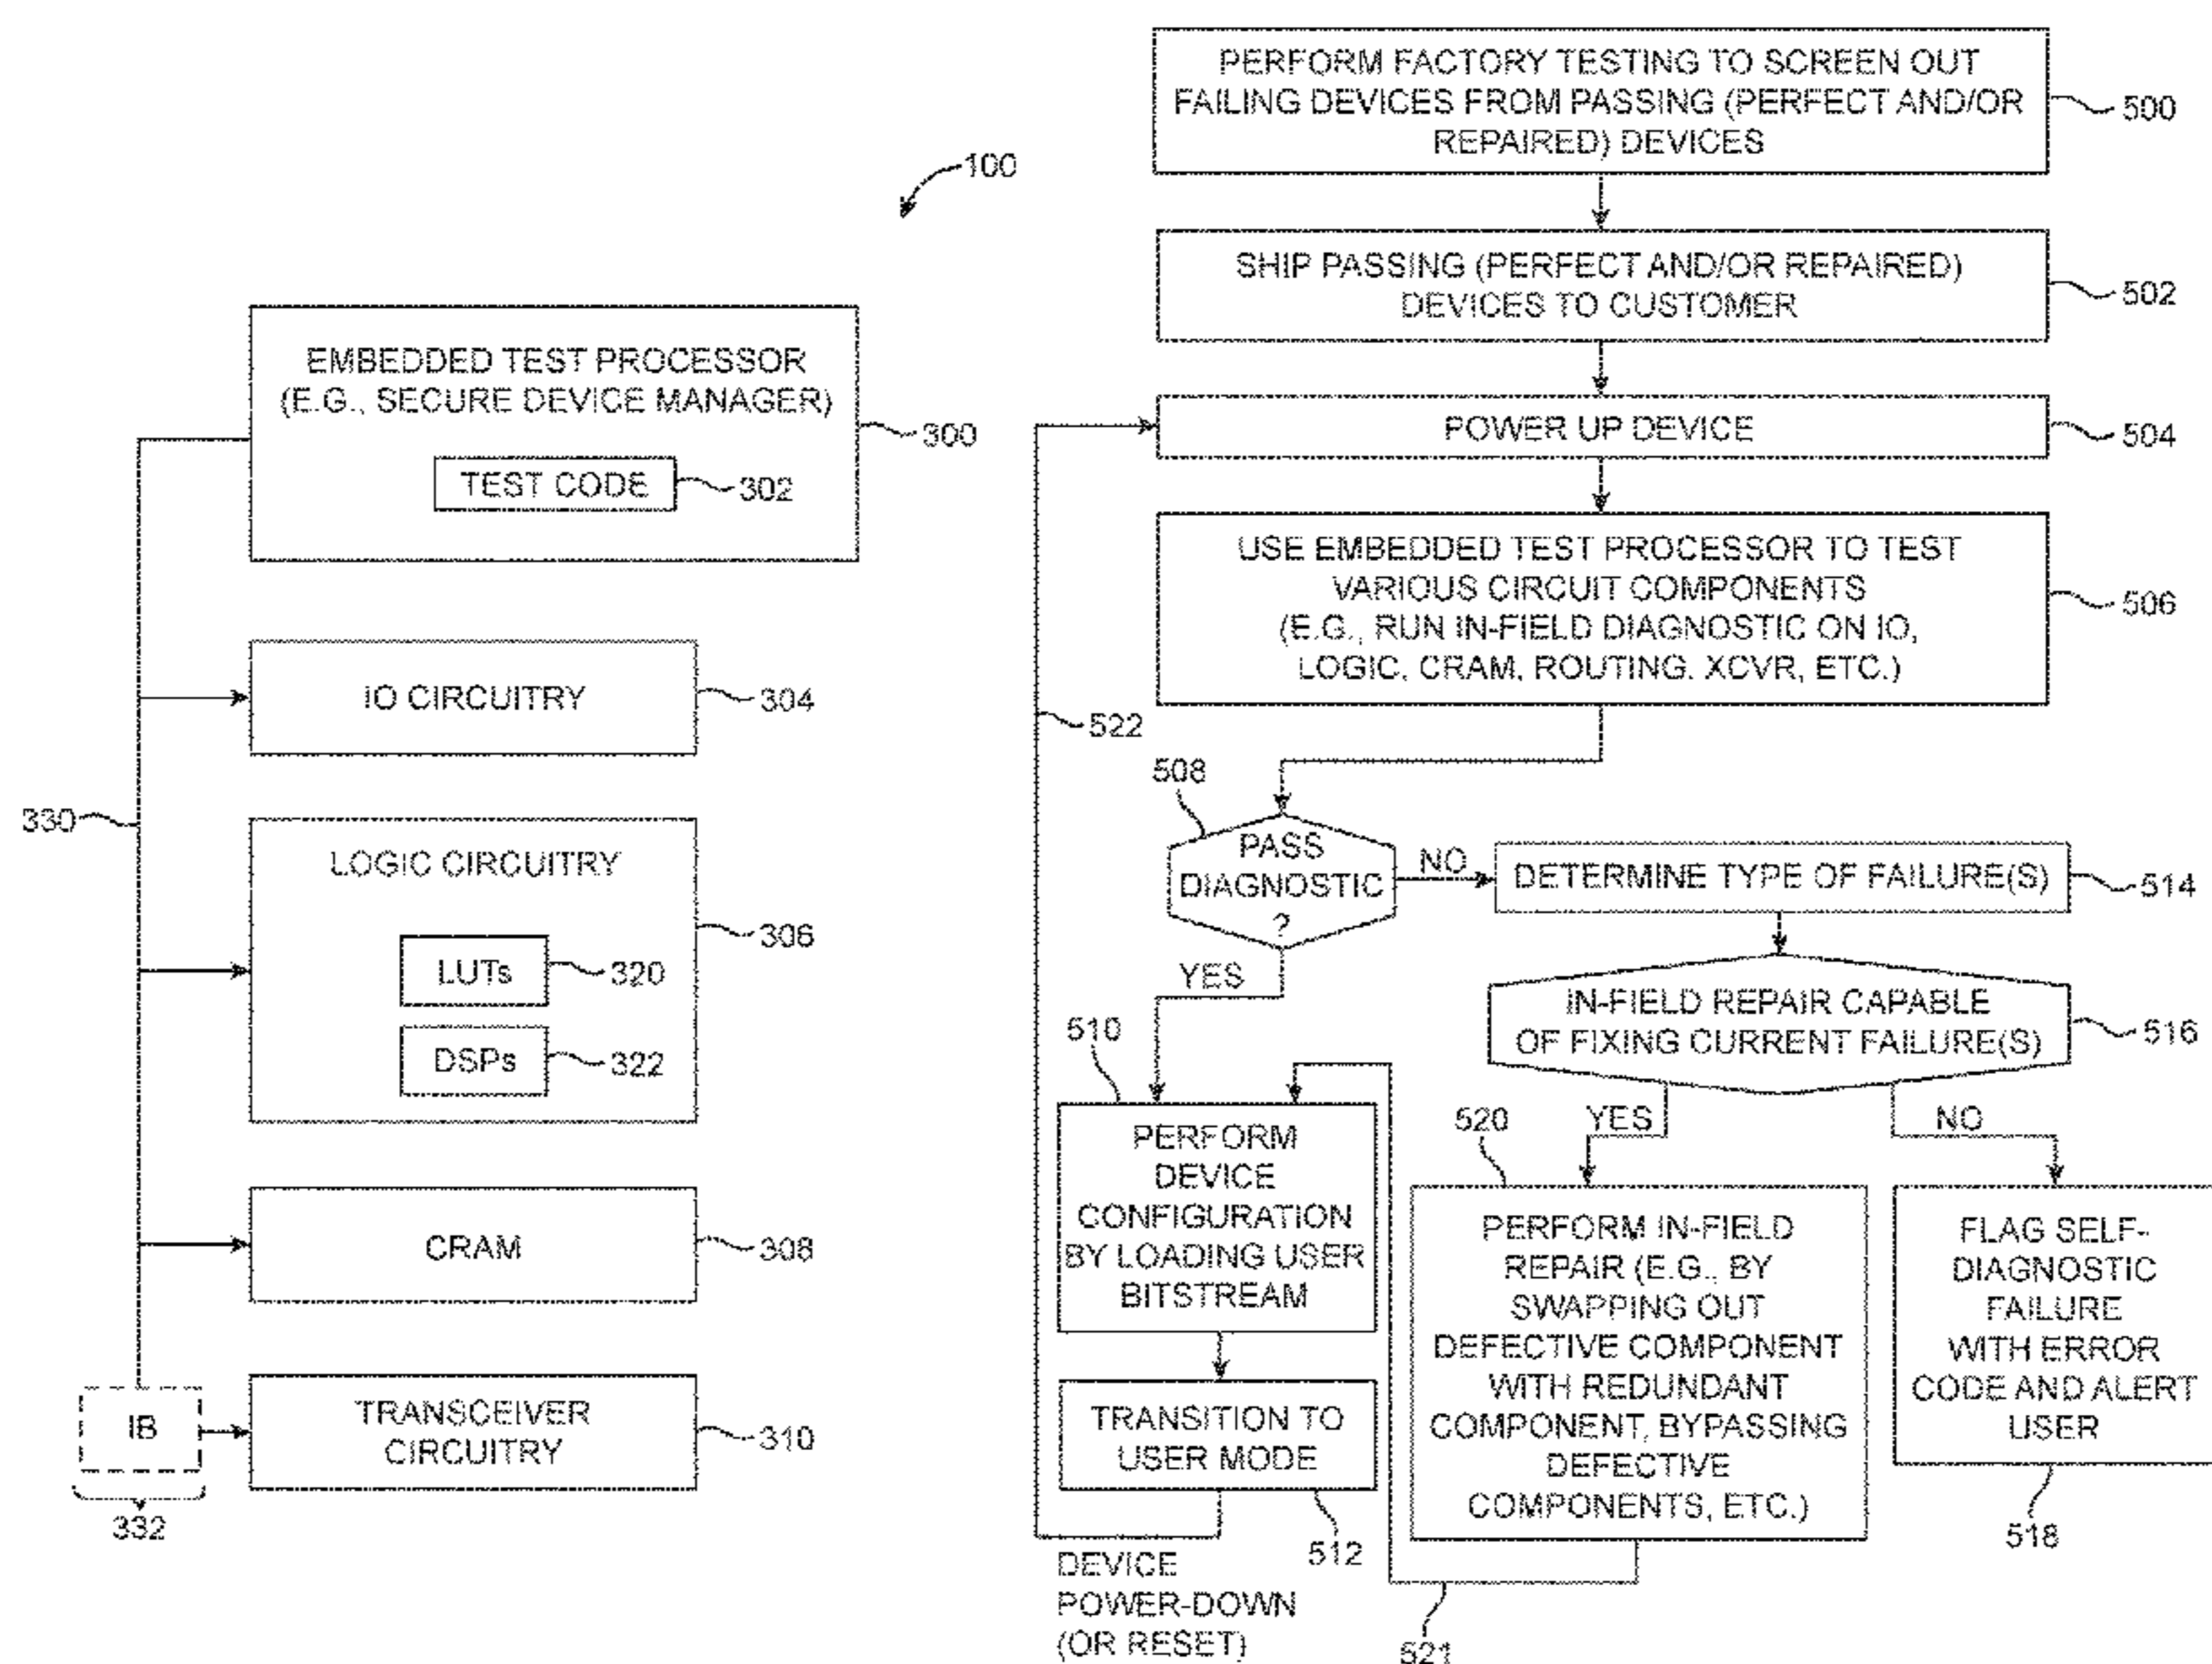 100
EMBEDDED TEST PROCESSOR
(E.G., SECURE DEVICE MANAGER)
300
TEST CODE
302
IO CIRCUITRY
304
330
LOGIC CIRCUITRY
306
LUTs
320
DSPs
322
CRAM
308
IB
TRANSCEIVER
CIRCUITRY
310
332
PERFORM FACTORY TESTING TO SCREEN OUT
FAILING DEVICES FROM PASSING (PERFECT AND/OR
REPAIRED) DEVICES
500
SHIP PASSING (PERFECT AND/OR REPAIRED)
DEVICES TO CUSTOMER
502
POWER UP DEVICE
504
USE EMBEDDED TEST PROCESSOR TO TEST
VARIOUS CIRCUIT COMPONENTS
(E.G., RUN IN-FIELD DIAGNOSTIC ON IO,
LOGIC, CRAM, ROUTING. XCVR, ETC.)
506
522
508
PASS
DIAGNOSTIC
?
NO
DETERMINE TYPE OF FAILURE(S)
514
YES
IN-FIELD REPAIR CAPABLE
OF FIXING CURRENT FAILURE(S)
516
510
PERFORM
DEVICE
CONFIGURATION
BY LOADING USER
BITSTREAM
YES
NO
520
PERFORM IN-FIELD
REPAIR (E.G., BY
SWAPPING OUT
DEFECTIVE COMPONENT
WITH REDUNDANT
COMPONENT, BYPASSING
DEFECTIVE
COMPONENTS, ETC.)
FLAG SELF-
DIAGNOSTIC
FAILURE
WITH ERROR
CODE AND ALERT
USER
518
TRANSITION TO
USER MODE
512
DEVICE
POWER-DOWN
(OR RESET)
521